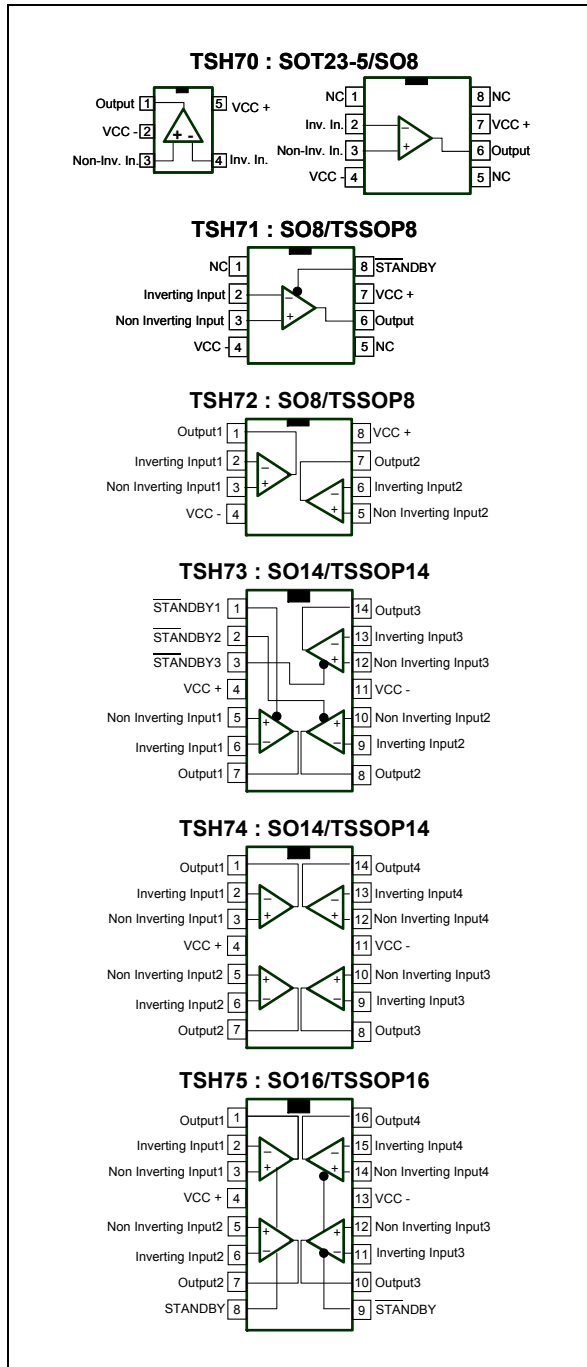 TSH70 : SOT23-5/SO8
Output 1 5 VCC +
VCC - 2
Non-Inv. In. 3 4 Inv. In.
+ -
NC 1 8 NC
Inv. In. 2 7 VCC +
Non-Inv. In. 3 6 Output
VCC - 4 5 NC
–
+
TSH71 : SO8/TSSOP8
NC 1 8 STANDBY
Inverting Input 2 7 VCC +
Non Inverting Input 3 6 Output
VCC - 4 5 NC
–
+
TSH72 : SO8/TSSOP8
Output1 1 8 VCC +
Inverting Input1 2 7 Output2
Non Inverting Input1 3 6 Inverting Input2
VCC - 4 5 Non Inverting Input2
– –
+ +
TSH73 : SO14/TSSOP14
STANDBY1 1 14 Output3
STANDBY2 2 13 Inverting Input3
STANDBY3 3 12 Non Inverting Input3
VCC + 4 11 VCC -
Non Inverting Input1 5 10 Non Inverting Input2
Inverting Input1 6 9 Inverting Input2
Output1 7 8 Output2
–
+
+ +
– –
TSH74 : SO14/TSSOP14
Output1 1 14 Output4
Inverting Input1 2 13 Inverting Input4
Non Inverting Input1 3 12 Non Inverting Input4
VCC + 4 11 VCC -
Non Inverting Input2 5 10 Non Inverting Input3
Inverting Input2 6 9 Inverting Input3
Output2 7 8 Output3
– –
+ +
+ +
– –
TSH75 : SO16/TSSOP16
Output1 1 16 Output4
Inverting Input1 2 15 Inverting Input4
Non Inverting Input1 3 14 Non Inverting Input4
VCC + 4 13 VCC -
Non Inverting Input2 5 12 Non Inverting Input3
Inverting Input2 6 11 Inverting Input3
Output2 7 10 Output3
STANDBY 8 9 STANDBY
– –
+ +
+ +
– –